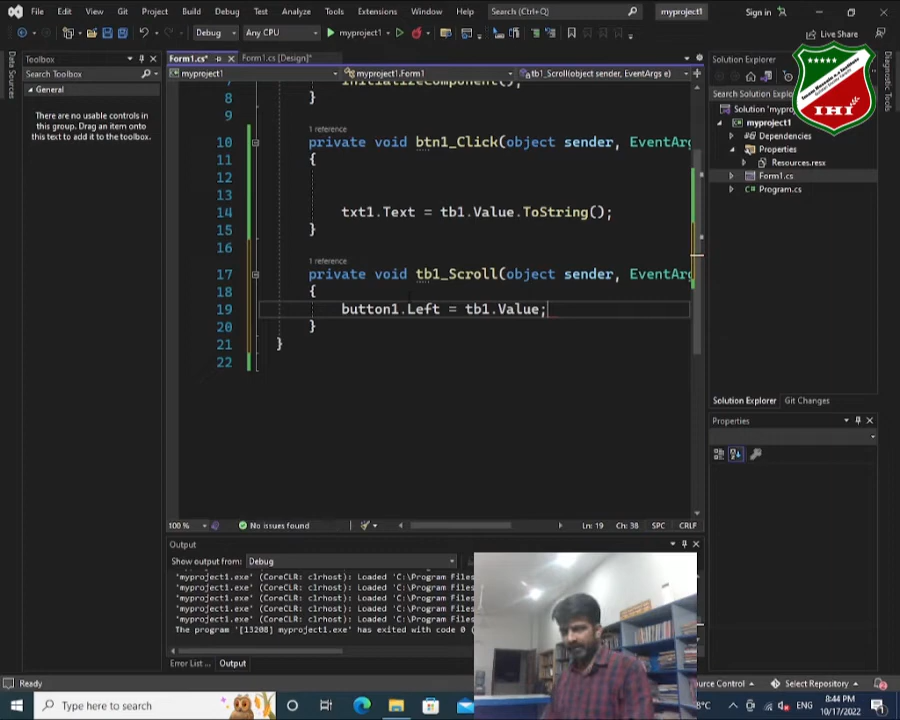 File Edit View Git Project Build Debug Test Analyze Tools Extensions Window Help Search (Ctrl+Q) myproject1 Sign in
Debug Any CPU myproject1 Live Share
Data Sources
Toolbox
Search Toolbox
General
There are no usable controls in
this group. Drag an item onto
this text to add it to the toolbox.
Form1.cs* Form1.cs [Design]*
myproject1 myproject1.Form1 tb1_Scroll(object sender, EventArgs e)
InitializeComponent();
8 }
9
1 reference
10 private void btn1_Click(object sender, EventArg
11 {
12
13
14 txt1.Text = tb1.Value.ToString();
15 }
16
1 reference
17 private void tb1_Scroll(object sender, EventArg
18 {
19 button1.Left = tb1.Value;
20 }
21 }
22
100 % No issues found Ln: 19 Ch: 38 SPC CRLF
Output
Show output from: Debug
'myproject1.exe' (CoreCLR: clrhost): Loaded 'C:\Program Files
'myproject1.exe' (CoreCLR: clrhost): Loaded 'C:\Program Files
'myproject1.exe' (CoreCLR: clrhost): Loaded 'C:\Program Files
'myproject1.exe' (CoreCLR: clrhost): Loaded 'C:\Program Files
The program '[13208] myproject1.exe' has exited with code 0 (
Error List ... Output
Solution Explorer
Search Solution Explo
Solution 'myp
myproject1
Dependencies
Properties
Resources.resx
Form1.cs
Program.cs
Solution Explorer Git Changes
Properties
Diagnostic Tools
IHI
Ready
urce Control Select Repository
Type here to search
8°C ENG
8:44 PM
10/17/2022